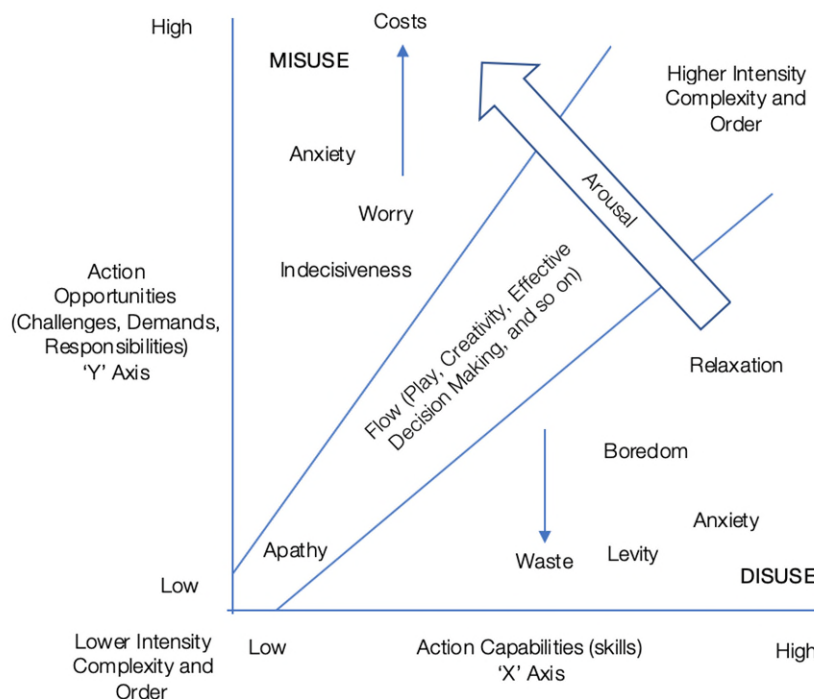 High
Costs
MISUSE
Higher Intensity
Complexity and
Order
Anxiety
Arousal
Worry
Indecisiveness
Action
Opportunities
(Challenges, Demands,
Responsibilities)
‘Y’ Axis
Flow (Play, Creativity, Effective
Decision Making, and so on)
Relaxation
Boredom
Anxiety
Apathy
Waste
Levity
Low
DISUSE
Lower Intensity
Complexity and
Order
Low
Action Capabilities (skills)
‘X’ Axis
High